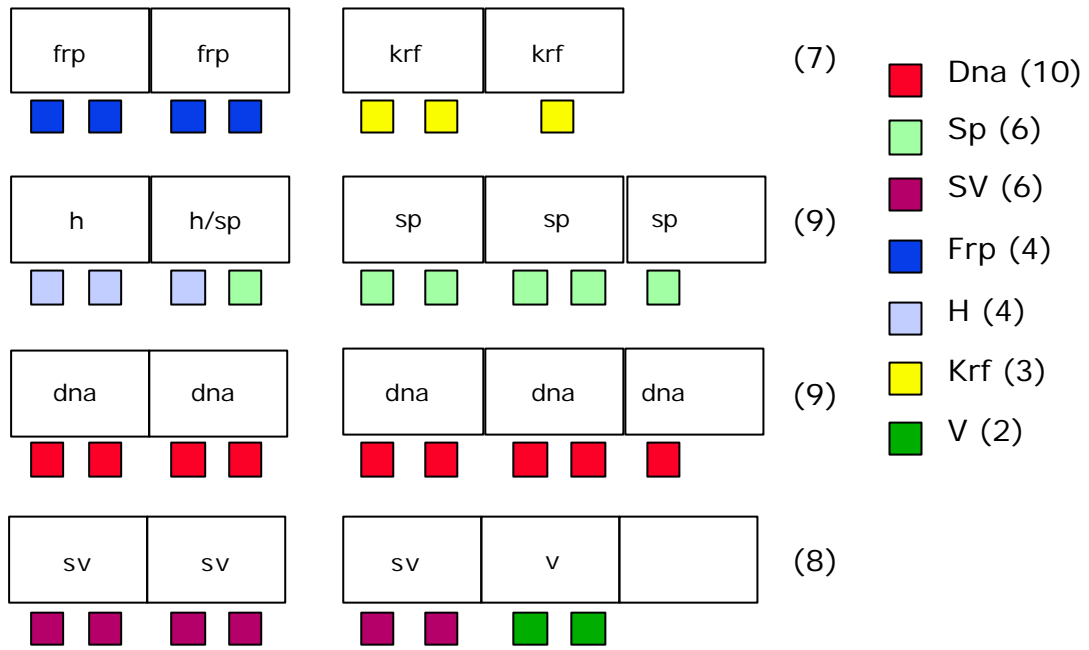 frp frp krf krf (7)
h h/sp sp sp sp (9)
dna dna dna dna dna (9)
sv sv sv v (8)
Dna (10)
Sp (6)
SV (6)
Frp (4)
H (4)
Krf (3)
V (2)